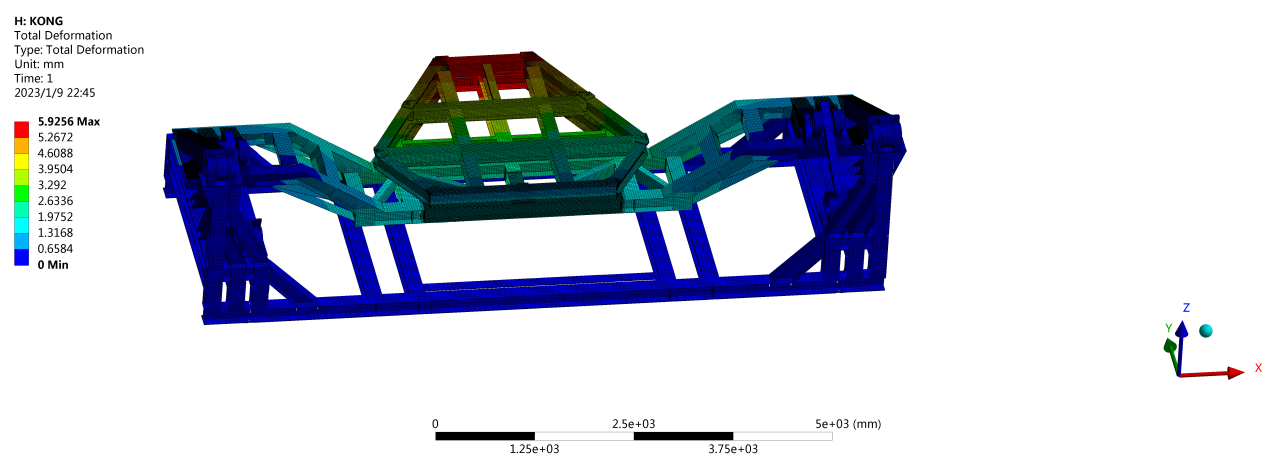 H: KONG
Total Deformation
Type: Total Deformation
Unit: mm
Time: 1
2023/1/9 22:45
5.9256 Max
5.2672
4.6088
3.9504
3.292
2.6336
1.9752
1.3168
0.6584
0 Min
Z
Y
X
0 2.5e+03 5e+03 (mm)
1.25e+03 3.75e+03